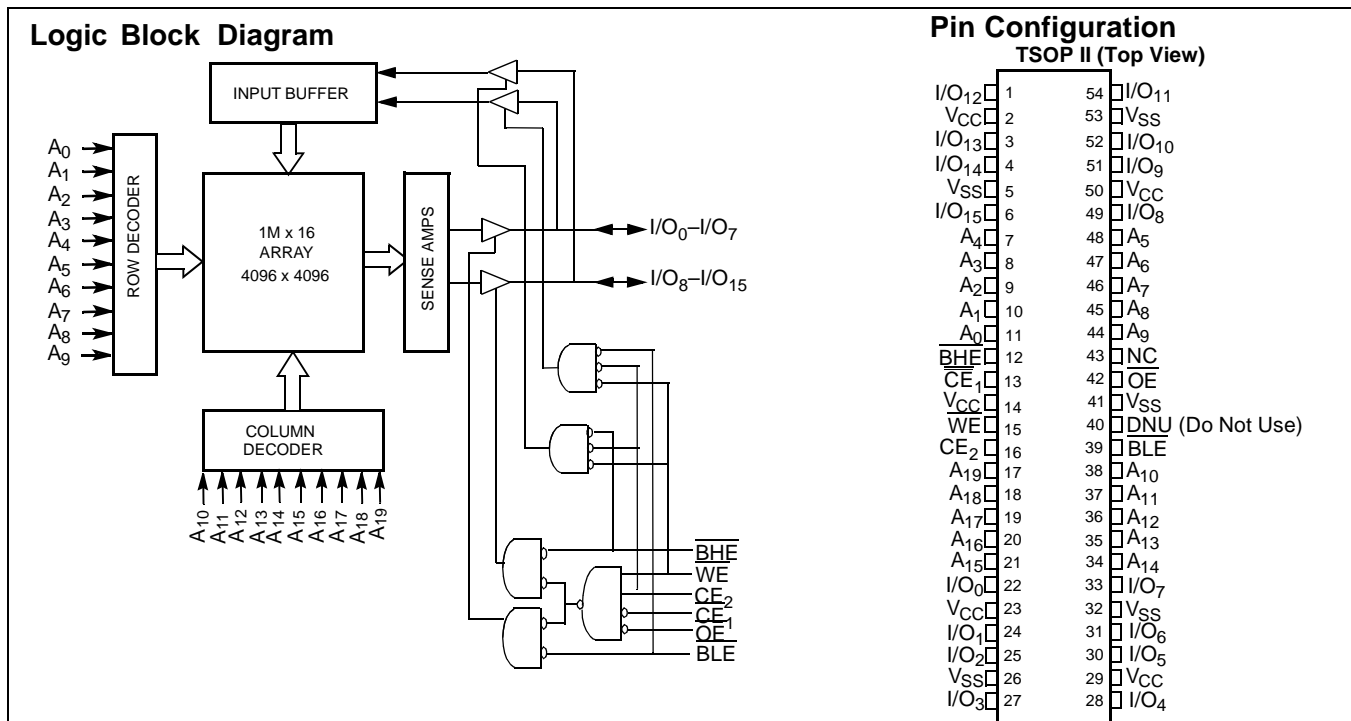 Logic Block Diagram
INPUT BUFFER
A0
A1
A2
A3
A4
A5
A6
A7
A8
A9
ROW DECODER
1M x 16
ARRAY
4096 x 4096
SENSE AMPS
I/O0–I/O7
I/O8–I/O15
COLUMN
DECODER
A10
A11
A12
A13
A14
A15
A16
A17
A18
A19
BHE
WE
CE2
CE1
OE
BLE
Pin Configuration
TSOP II (Top View)
I/O12 1 54 I/O11
VCC 2 53 VSS
I/O13 3 52 I/O10
I/O14 4 51 I/O9
VSS 5 50 VCC
I/O15 6 49 I/O8
A4 7 48 A5
A3 8 47 A6
A2 9 46 A7
A1 10 45 A8
A0 11 44 A9
BHE 12 43 NC
CE1 13 42 OE
VCC 14 41 VSS
WE 15 40 DNU (Do Not Use)
CE2 16 39 BLE
A19 17 38 A10
A18 18 37 A11
A17 19 36 A12
A16 20 35 A13
A15 21 34 A14
I/O0 22 33 I/O7
VCC 23 32 VSS
I/O1 24 31 I/O6
I/O2 25 30 I/O5
VSS 26 29 VCC
I/O3 27 28 I/O4